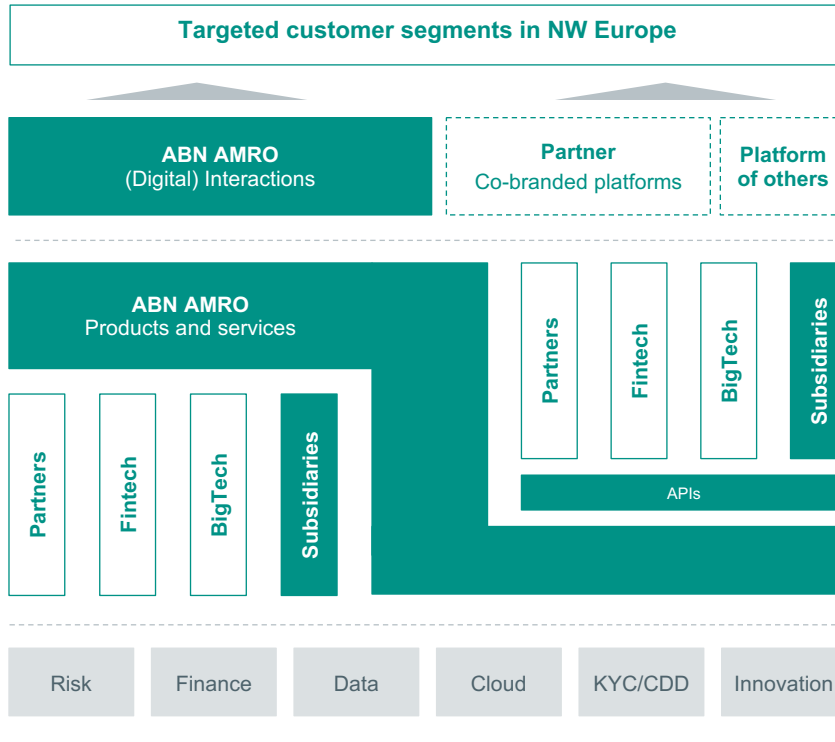 Targeted customer segments in NW Europe
ABN AMRO
(Digital) Interactions
Partner
Co-branded platforms
Platform
of others
ABN AMRO
Products and services
Partners
Fintech
BigTech
Subsidiaries
APIs
Partners
Fintech
BigTech
Subsidiaries
Risk
Finance
Data
Cloud
KYC/CDD
Innovation